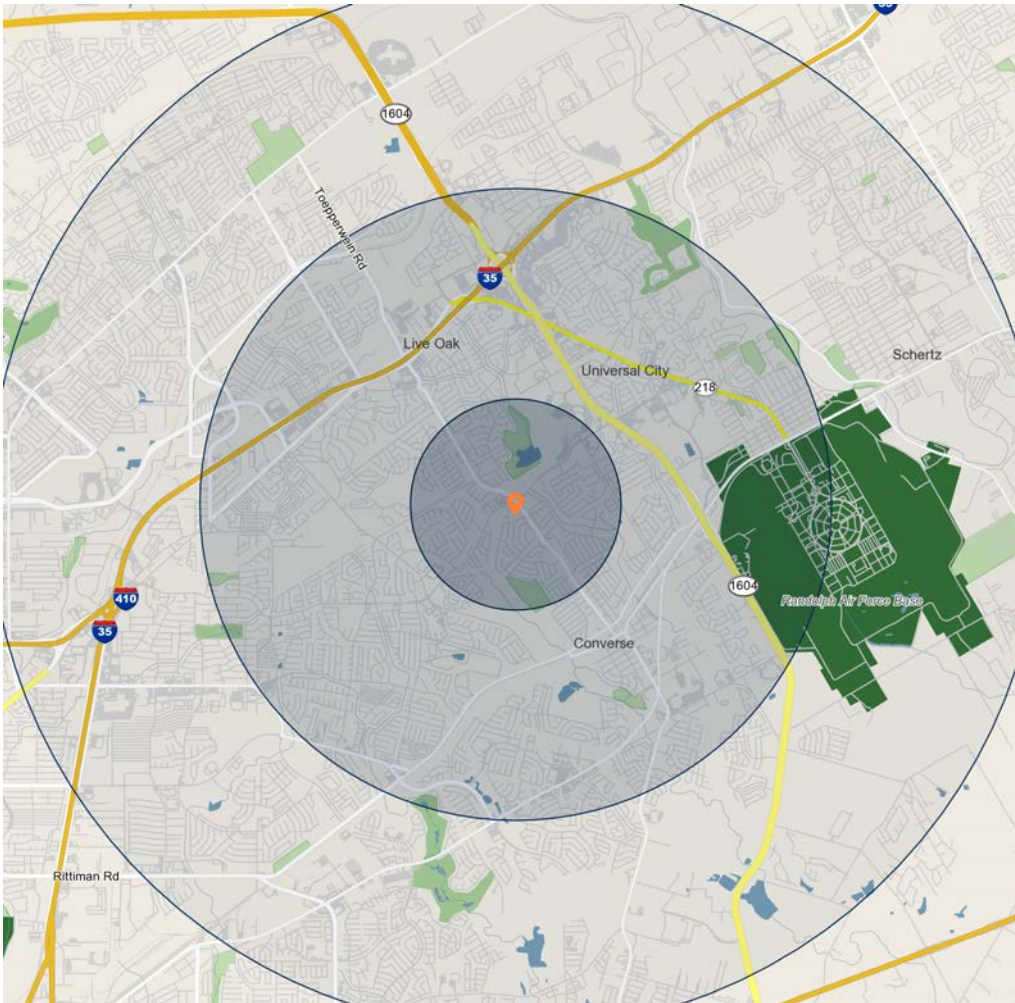 35
1604
Toepperwein Rd
35
Live Oak
Schertz
Universal City
218
1604
410
Randolph Air Force Base
35
Converse
Rittiman Rd